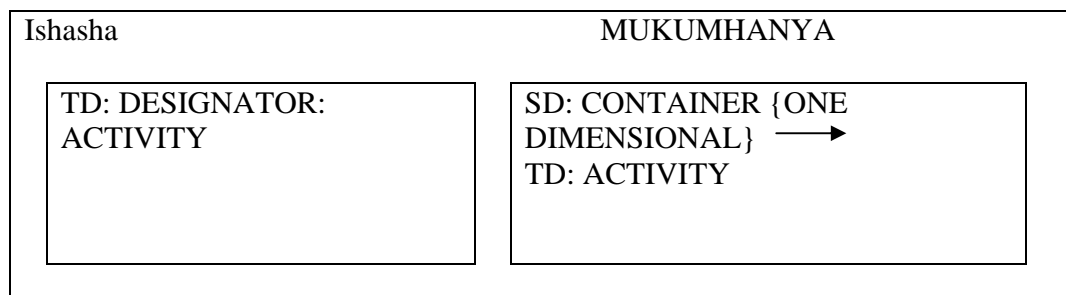 Ishasha MUKUMHANYA
TD: DESIGNATOR:
ACTIVITY
SD: CONTAINER {ONE
DIMENSIONAL}
TD: ACTIVITY